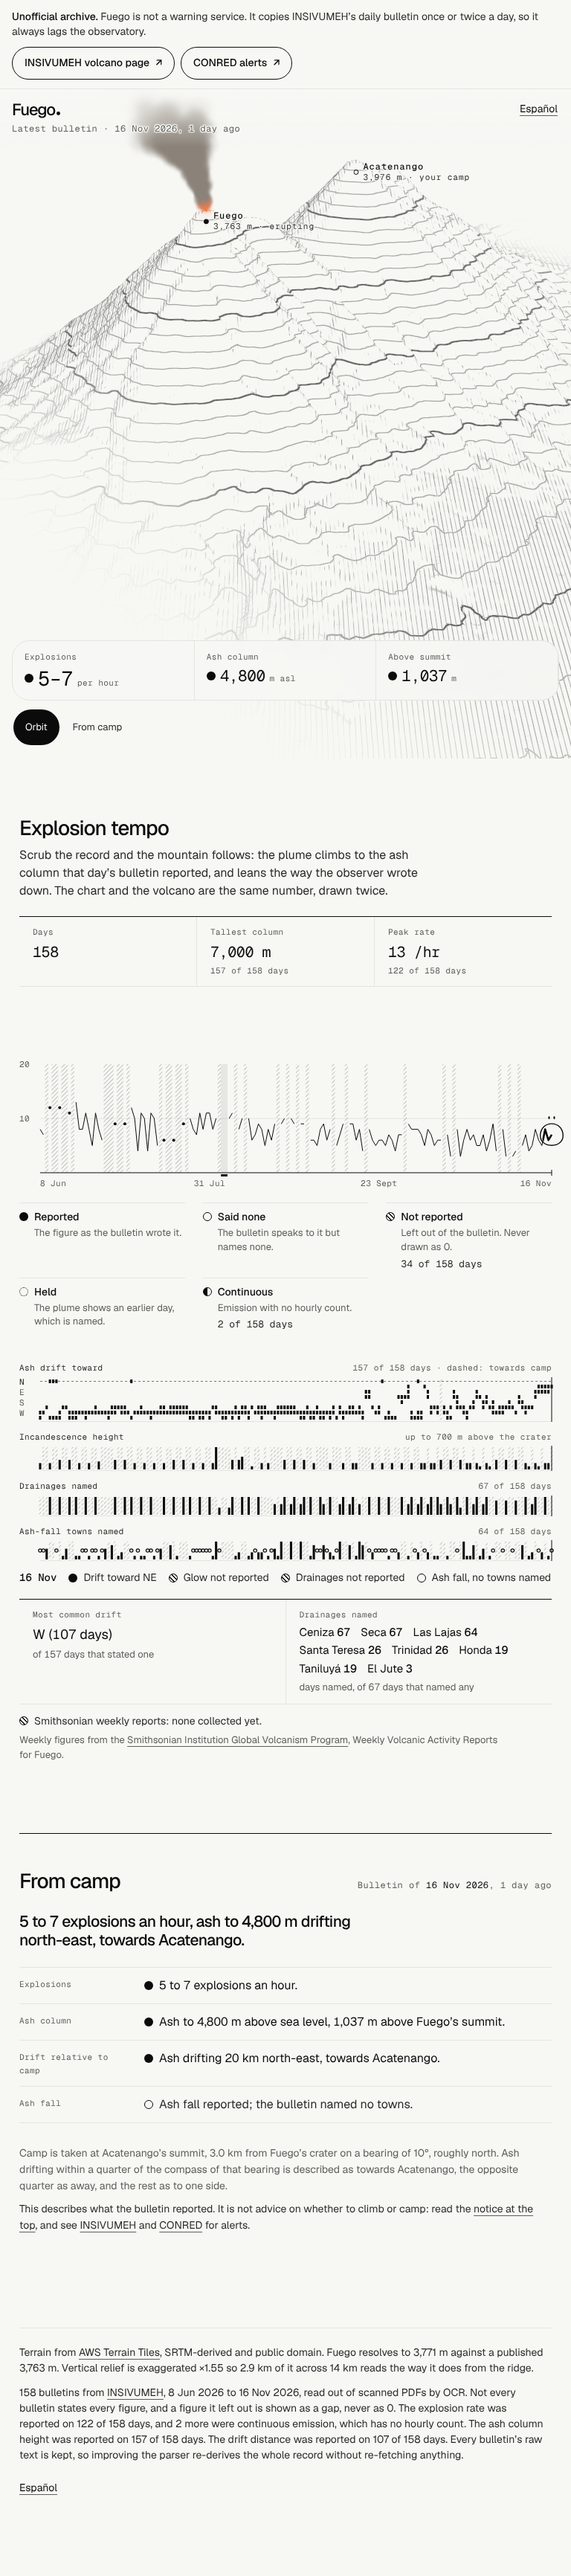 Unofficial archive. Fuego is not a warning service. It copies INSIVUMEH’s daily bulletin once or twice a day, so it
always lags the observatory.
INSIVUMEH volcano page ↗ CONRED alerts ↗
Fuego. Español
Latest bulletin · 16 Nov 2026, 1 day ago
Acatenango
3,976 m · your camp
Fuego
3,763 m · erupting
Explosions Ash column Above summit
5–7 per hour 4,800 m asl 1,037 m
Orbit From camp
Explosion tempo
Scrub the record and the mountain follows: the plume climbs to the ash
column that day’s bulletin reported, and leans the way the observer wrote
down. The chart and the volcano are the same number, drawn twice.
Days Tallest column Peak rate
158 7,000 m 13 /hr
157 of 158 days 122 of 158 days
20
10
8 Jun 31 Jul 23 Sept 16 Nov
Reported Said none Not reported
The figure as the bulletin wrote it. The bulletin speaks to it but Left out of the bulletin. Never
names none. drawn as 0.
34 of 158 days
Held Continuous
The plume shows an earlier day, Emission with no hourly count.
which is named. 2 of 158 days
Ash drift toward 157 of 158 days · dashed: towards camp
N
E
S
W
Incandescence height up to 700 m above the crater
Drainages named 67 of 158 days
Ash-fall towns named 64 of 158 days
16 Nov Drift toward NE Glow not reported Drainages not reported Ash fall, no towns named
Most common drift Drainages named
W (107 days) Ceniza 67 Seca 67 Las Lajas 64
of 157 days that stated one Santa Teresa 26 Trinidad 26 Honda 19
Taniluyá 19 El Jute 3
days named, of 67 days that named any
Smithsonian weekly reports: none collected yet.
Weekly figures from the Smithsonian Institution Global Volcanism Program, Weekly Volcanic Activity Reports
for Fuego.
From camp Bulletin of 16 Nov 2026, 1 day ago
5 to 7 explosions an hour, ash to 4,800 m drifting
north-east, towards Acatenango.
Explosions 5 to 7 explosions an hour.
Ash column Ash to 4,800 m above sea level, 1,037 m above Fuego’s summit.
Drift relative to Ash drifting 20 km north-east, towards Acatenango.
camp
Ash fall Ash fall reported; the bulletin named no towns.
Camp is taken at Acatenango’s summit, 3.0 km from Fuego’s crater on a bearing of 10°, roughly north. Ash
drifting within a quarter of the compass of that bearing is described as towards Acatenango, the opposite
quarter as away, and the rest as to one side.
This describes what the bulletin reported. It is not advice on whether to climb or camp: read the notice at the
top, and see INSIVUMEH and CONRED for alerts.
Terrain from AWS Terrain Tiles, SRTM-derived and public domain. Fuego resolves to 3,771 m against a published
3,763 m. Vertical relief is exaggerated ×1.55 so 2.9 km of it across 14 km reads the way it does from the ridge.
158 bulletins from INSIVUMEH, 8 Jun 2026 to 16 Nov 2026, read out of scanned PDFs by OCR. Not every
bulletin states every figure, and a figure it left out is shown as a gap, never as 0. The explosion rate was
reported on 122 of 158 days, and 2 more were continuous emission, which has no hourly count. The ash column
height was reported on 157 of 158 days. The drift distance was reported on 107 of 158 days. Every bulletin’s raw
text is kept, so improving the parser re-derives the whole record without re-fetching anything.
Español